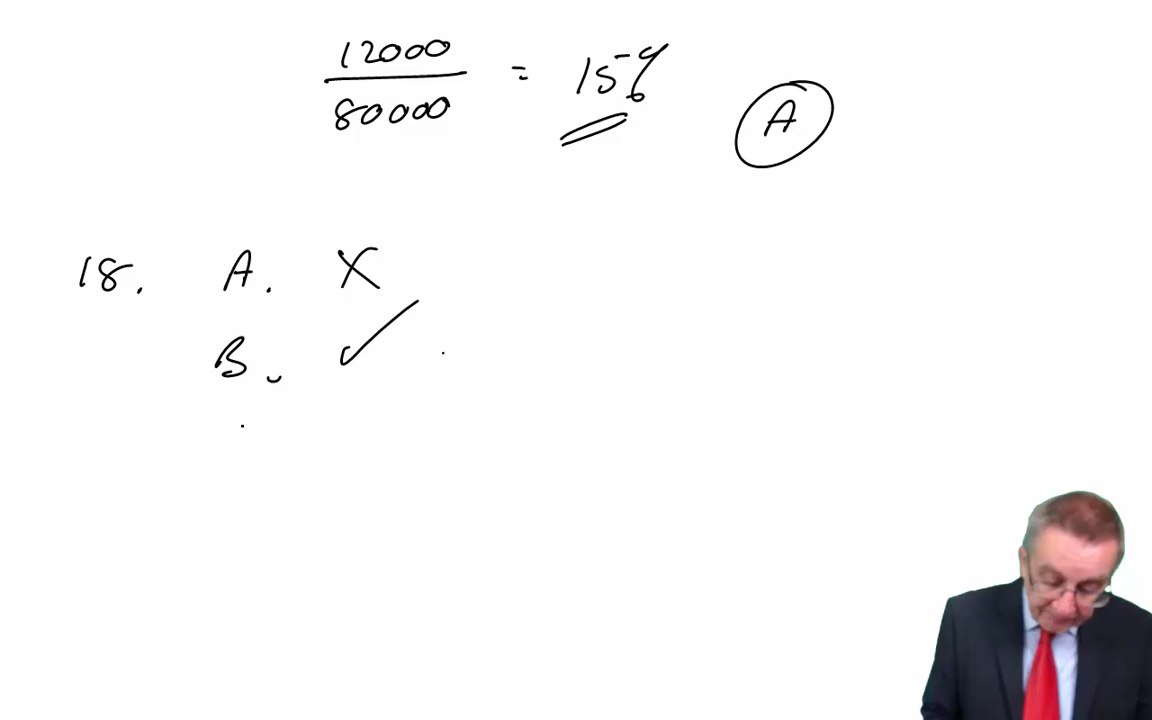 12000
80000 = 15% A
18. A. X
B. ✓